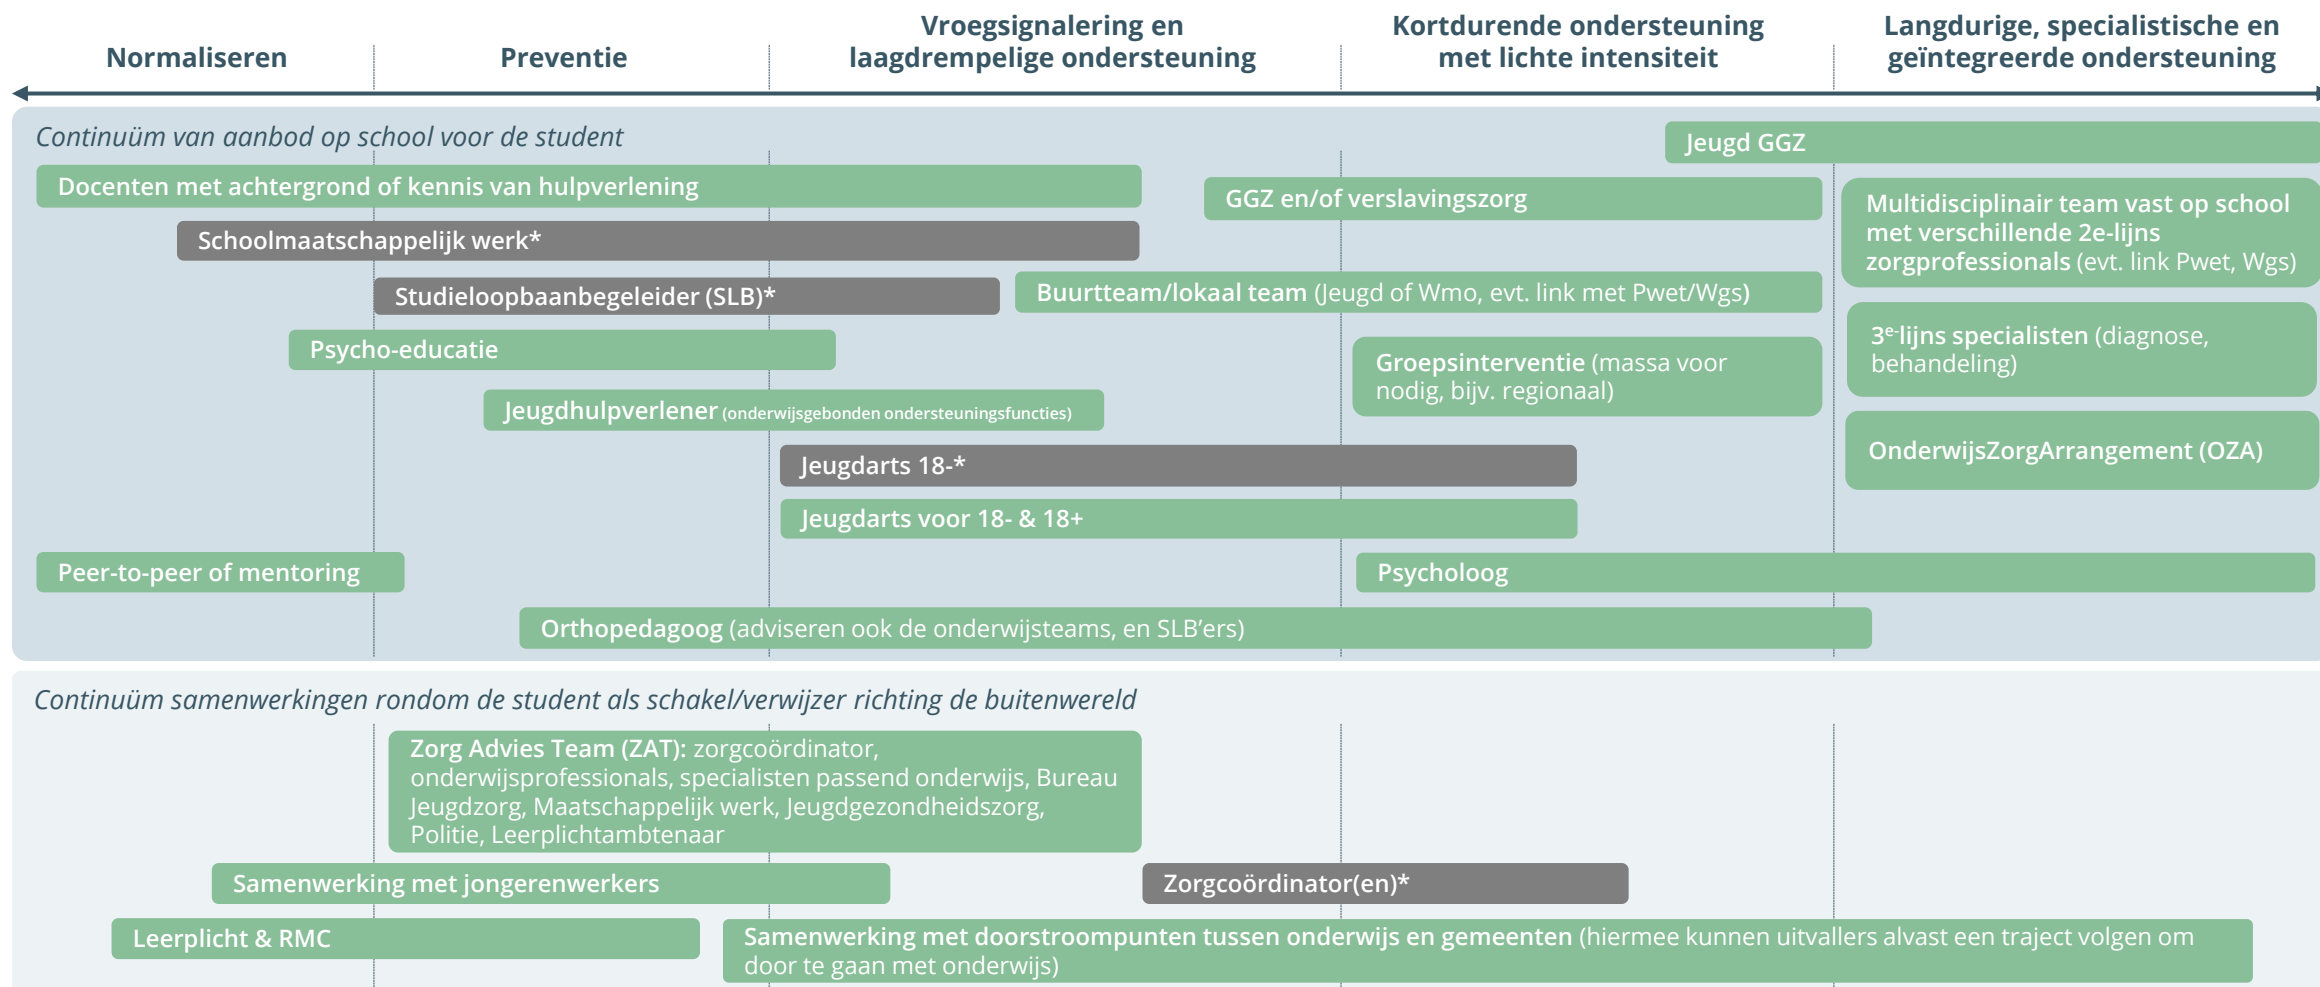 Normaliseren
Preventie
Vroegsignalering en
laagdrempelige ondersteuning
Kortdurende ondersteuning
met lichte intensiteit
Langdurige, specialistische en
geïntegreerde ondersteuning
Continuüm van aanbod op school voor de student
Jeugd GGZ
Docenten met achtergrond of kennis van hulpverlening
GGZ en/of verslavingszorg
Multidisciplinair team vast op school
met verschillende 2e-lijns
zorgprofessionals (evt. link Pwet, Wgs)
Schoolmaatschappelijk werk*
Studieloopbaanbegeleider (SLB)*
Buurtteam/lokaal team (Jeugd of Wmo, evt. link met Pwet/Wgs)
Psycho-educatie
Groepsinterventie (massa voor
nodig, bijv. regionaal)
3e-lijns specialisten (diagnose,
behandeling)
Jeugdhulpverlener (onderwijsgebonden ondersteuningsfuncties)
OnderwijsZorgArrangement (OZA)
Jeugdarts 18-*
Jeugdarts voor 18- & 18+
Peer-to-peer of mentoring
Psycholoog
Orthopedagoog (adviseren ook de onderwijsteams, en SLB'ers)
Continuüm samenwerkingen rondom de student als schakel/verwijzer richting de buitenwereld
Zorg Advies Team (ZAT): zorgcoördinator,
onderwijsprofessionals, specialisten passend onderwijs, Bureau
Jeugdzorg, Maatschappelijk werk, Jeugdgezondheidszorg,
Politie, Leerplichtambtenaar
Samenwerking met jongerenwerkers
Zorgcoördinator(en)*
Leerplicht & RMC
Samenwerking met doorstroompunten tussen onderwijs en gemeenten (hiermee kunnen uitvallers alvast een traject volgen om
door te gaan met onderwijs)